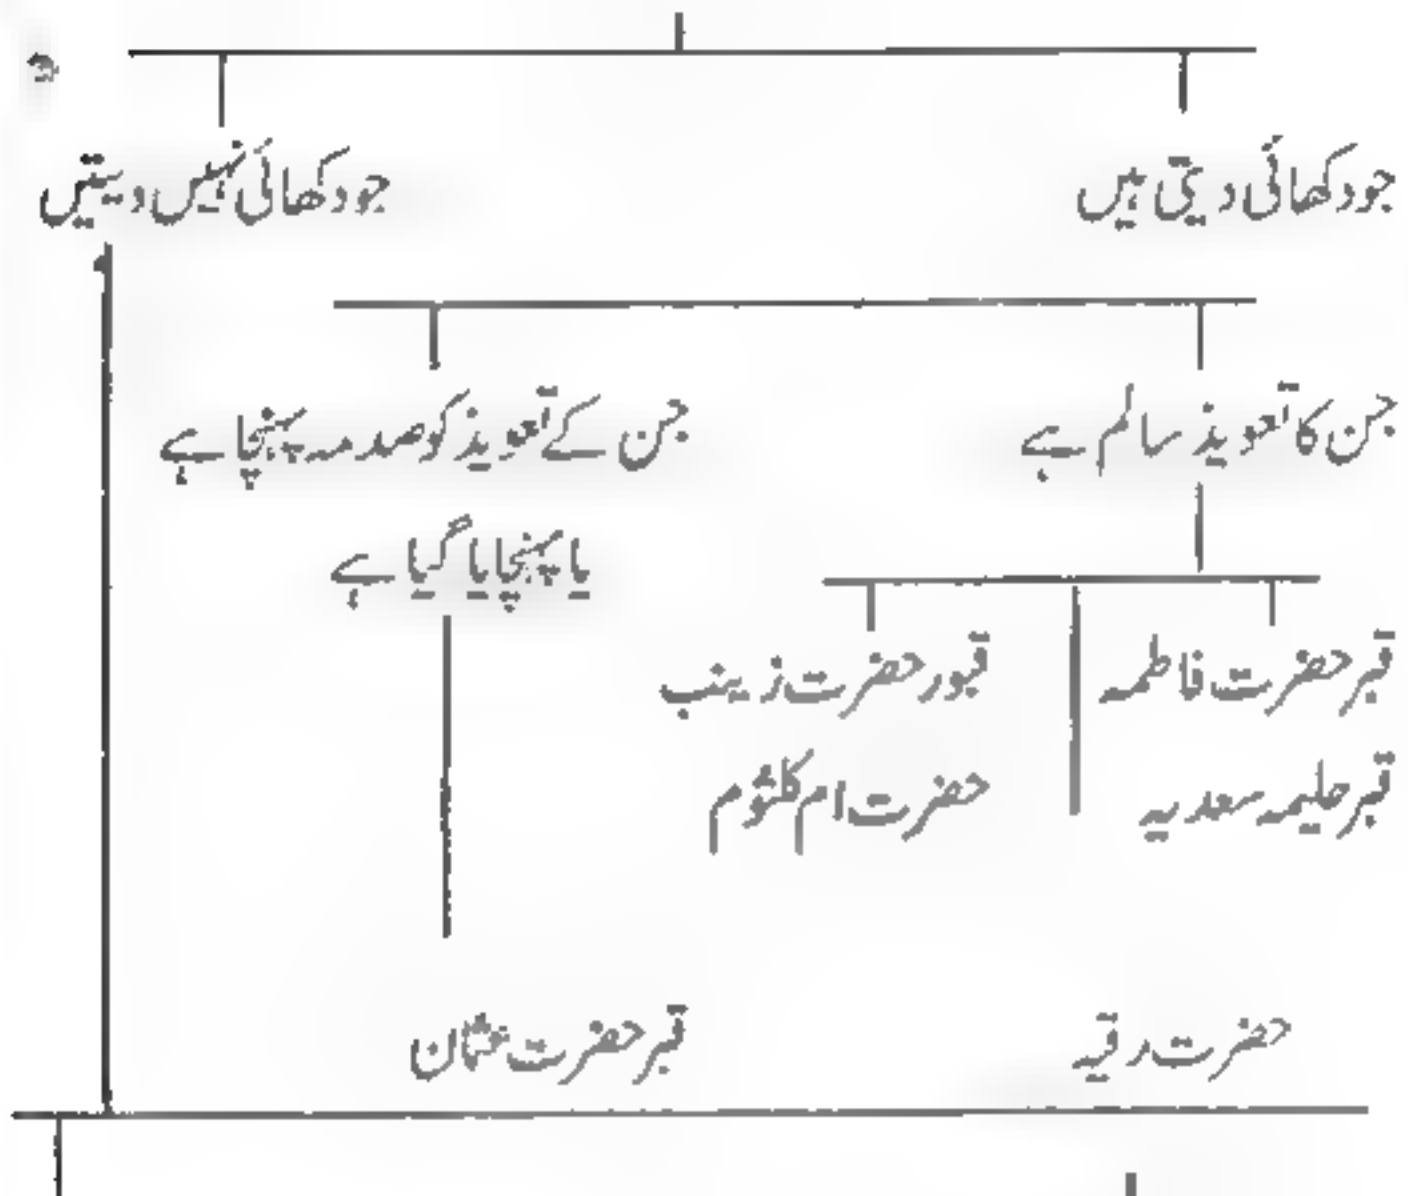 جو دکھائی دیتی ہیں
جو دکھائی نہیں دیتیں
جن کا تعویذ سالم ہے
جن کے تعویذ کو صدمہ پہنچا ہے
یا پہنچایا گیا ہے
قبر حضرت فاطمہ
قبر حلیمہ سعدیہ
قبور حضرت زینب
حضرت ام کلثوم
حضرت رقیہ
قبر حضرت عثمان